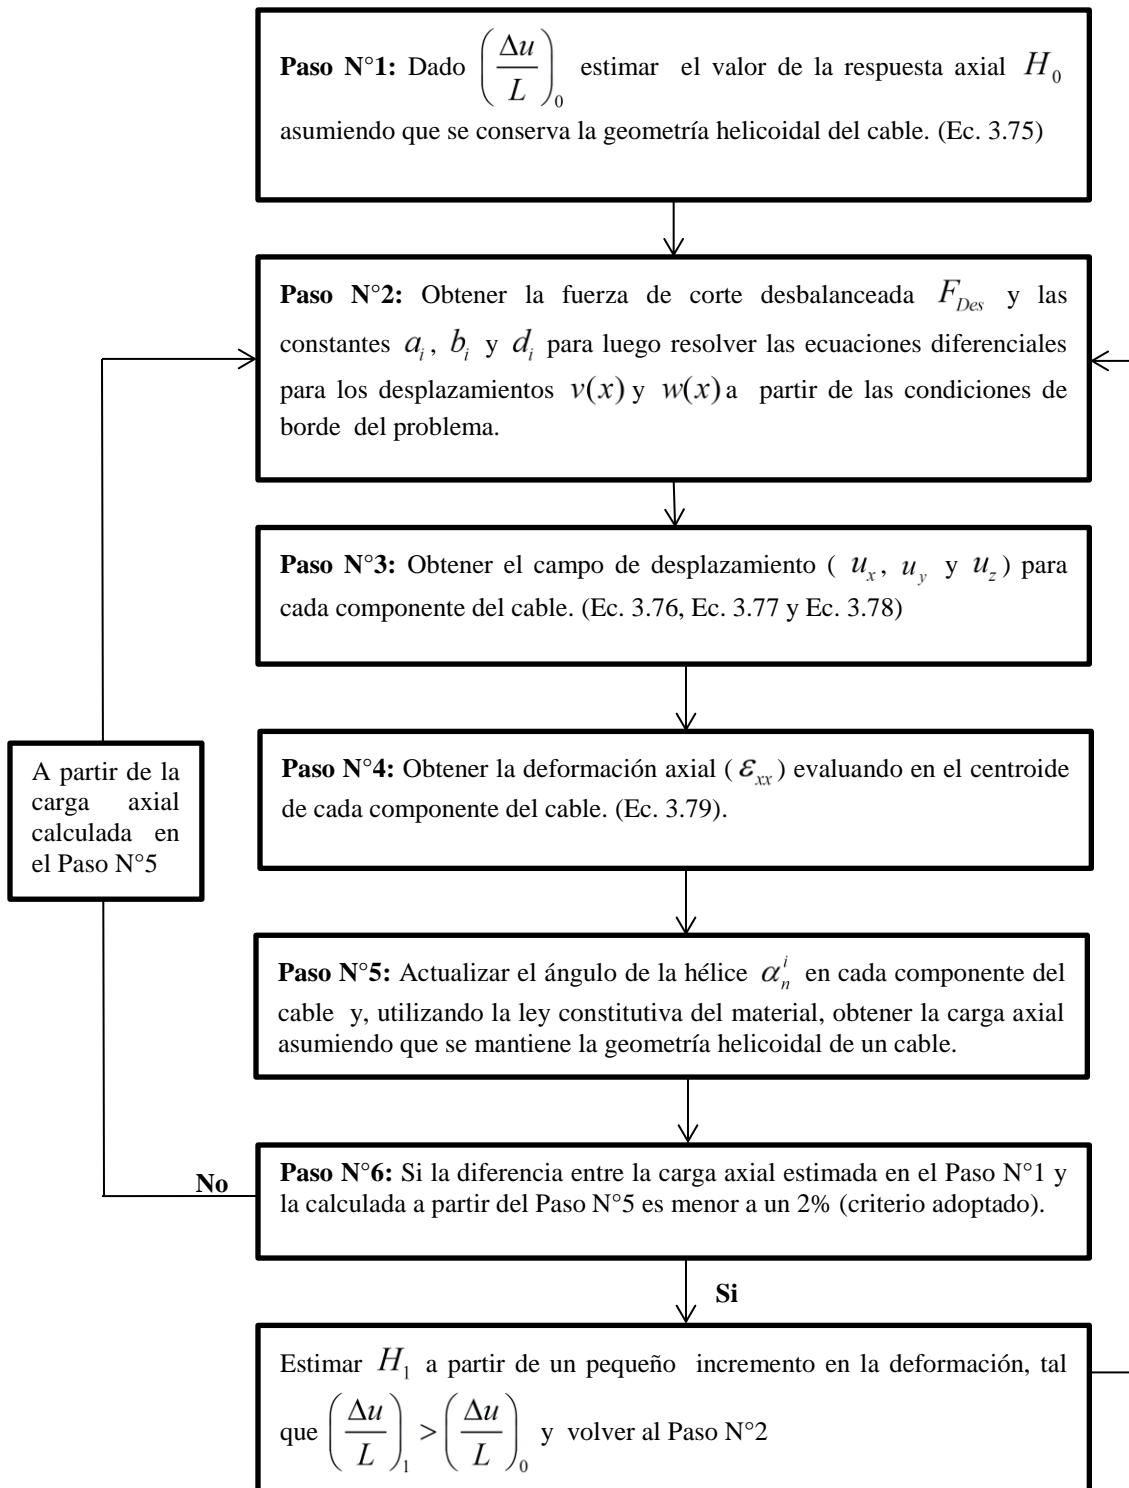 Paso N°1: Dado (Δu/L)₀ estimar el valor de la respuesta axial H₀
asumiendo que se conserva la geometría helicoidal del cable. (Ec. 3.75)
Paso N°2: Obtener la fuerza de corte desbalanceada F_Des y las
constantes a_i, b_i y d_i para luego resolver las ecuaciones diferenciales
para los desplazamientos v(x) y w(x) a partir de las condiciones de
borde del problema.
Paso N°3: Obtener el campo de desplazamiento ( u_x, u_y y u_z) para
cada componente del cable. (Ec. 3.76, Ec. 3.77 y Ec. 3.78)
Paso N°4: Obtener la deformación axial ( ε_xx) evaluando en el centroide
de cada componente del cable. (Ec. 3.79).
A partir de la
carga axial
calculada en
el Paso N°5
Paso N°5: Actualizar el ángulo de la hélice α_n^i en cada componente del
cable y, utilizando la ley constitutiva del material, obtener la carga axial
asumiendo que se mantiene la geometría helicoidal de un cable.
No
Paso N°6: Si la diferencia entre la carga axial estimada en el Paso N°1 y
la calculada a partir del Paso N°5 es menor a un 2% (criterio adoptado).
Si
Estimar H₁ a partir de un pequeño incremento en la deformación, tal
que (Δu/L)₁ > (Δu/L)₀ y volver al Paso N°2